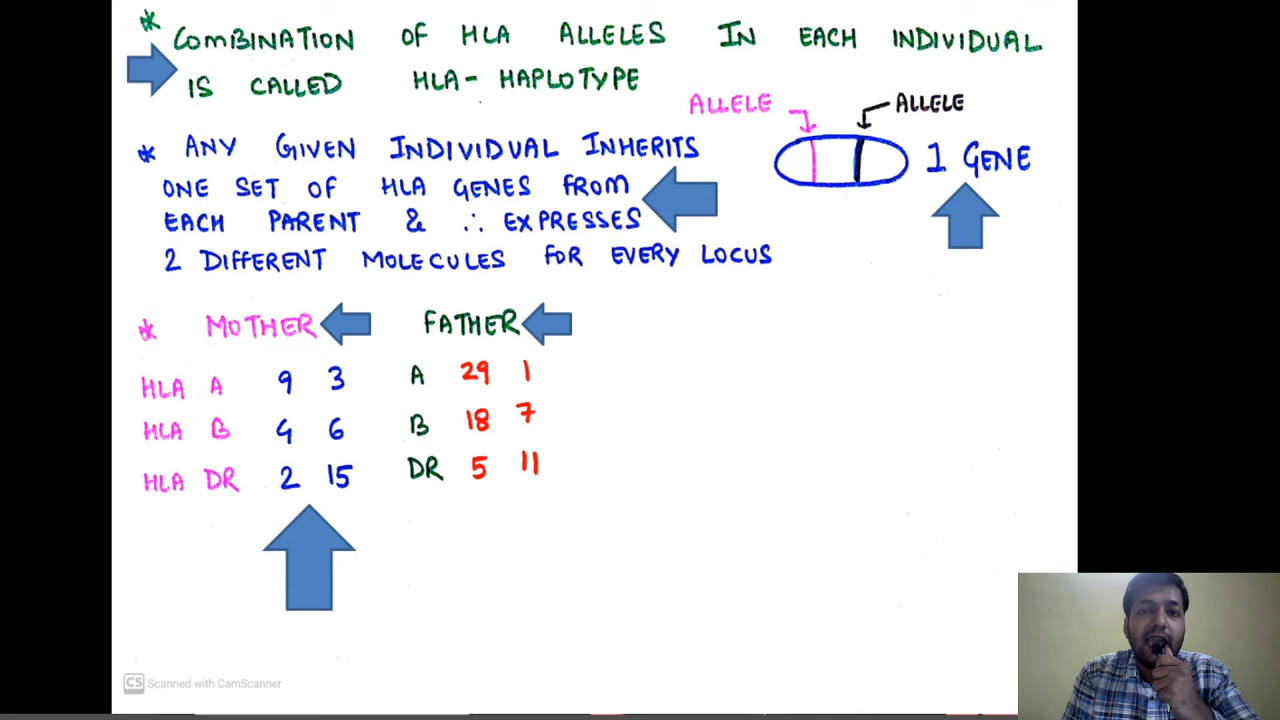 * COMBINATION OF HLA ALLELES IN EACH INDIVIDUAL
IS CALLED HLA- HAPLOTYPE
ALLELE ALLELE
1 GENE
* ANY GIVEN INDIVIDUAL INHERITS
ONE SET OF HLA GENES FROM
EACH PARENT & ∴ EXPRESSES
2 DIFFERENT MOLECULES FOR EVERY LOCUS
* MOTHER FATHER
HLA A 9 3 A 29 1
HLA B 4 6 B 18 7
HLA DR 2 15 DR 5 11
CS Scanned with CamScanner